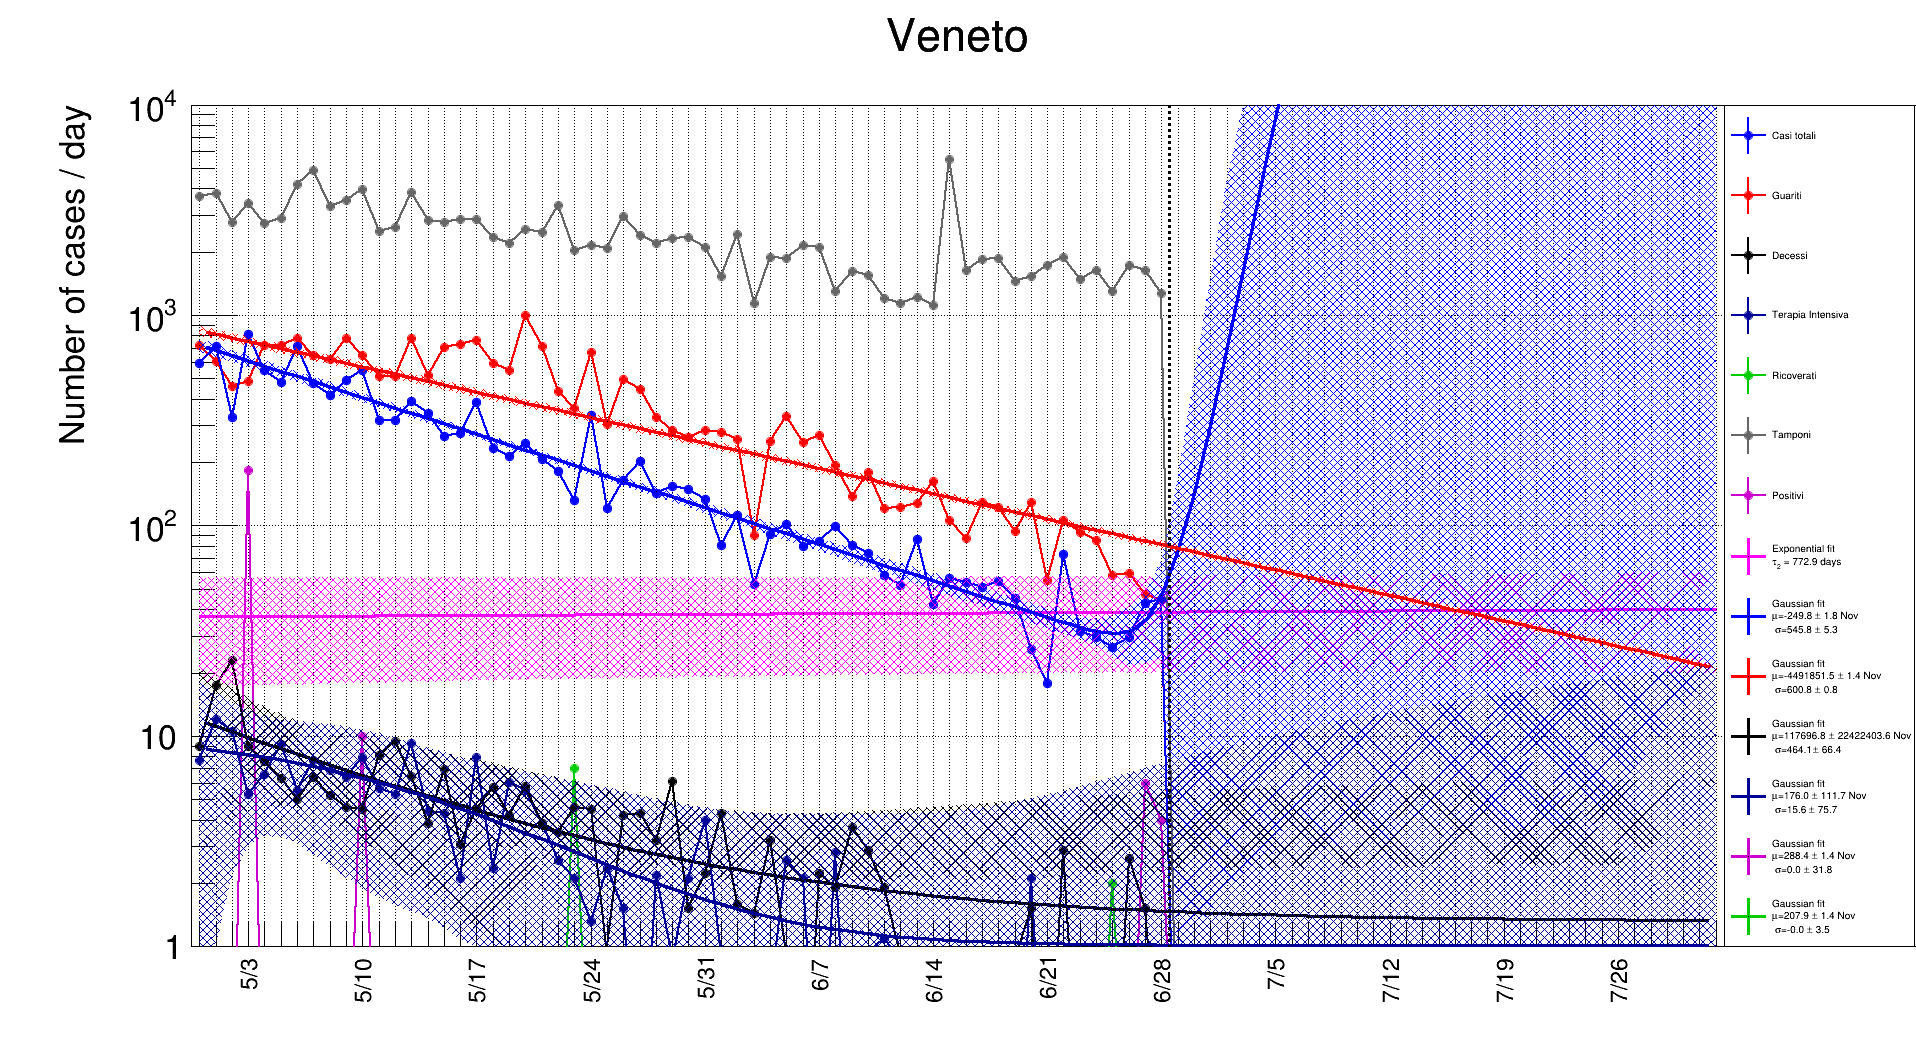 Veneto
Number of cases / day
10^4
10^3
10^2
10
1
5/3
5/10
5/17
5/24
5/31
6/7
6/14
6/21
6/28
7/5
7/12
7/19
7/26
Casi totali
Guariti
Decessi
Terapia Intensiva
Ricoverati
Tamponi
Positivi
Exponential fit
τ₂ = 772.9 days
Gaussian fit
μ=-249.8 ± 1.8 Nov
σ=545.8 ± 5.3
Gaussian fit
μ=-4491851.5 ± 1.4 Nov
σ=600.8 ± 0.8
Gaussian fit
μ=117696.8 ± 22422403.6 Nov
σ=464.1 ± 66.4
Gaussian fit
μ=176.0 ± 111.7 Nov
σ=15.6 ± 75.7
Gaussian fit
μ=288.4 ± 1.4 Nov
σ=0.0 ± 31.8
Gaussian fit
μ=207.9 ± 1.4 Nov
σ=-0.0 ± 3.5